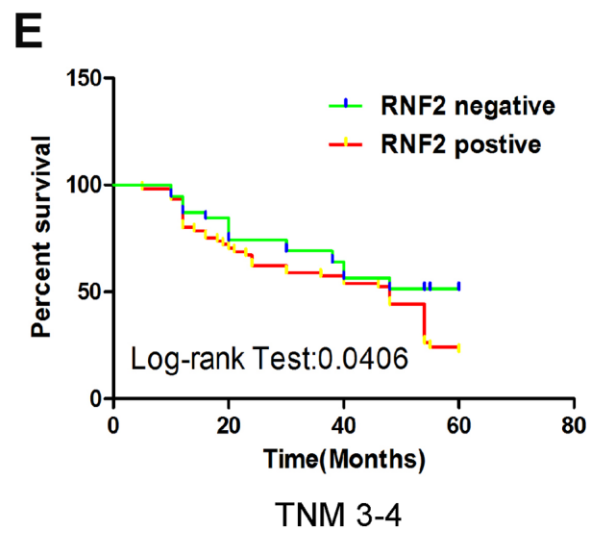 E
150
100
50
0
Percent survival
RNF2 negative
RNF2 postive
Log-rank Test:0.0406
0 20 40 60 80
Time(Months)
TNM 3-4